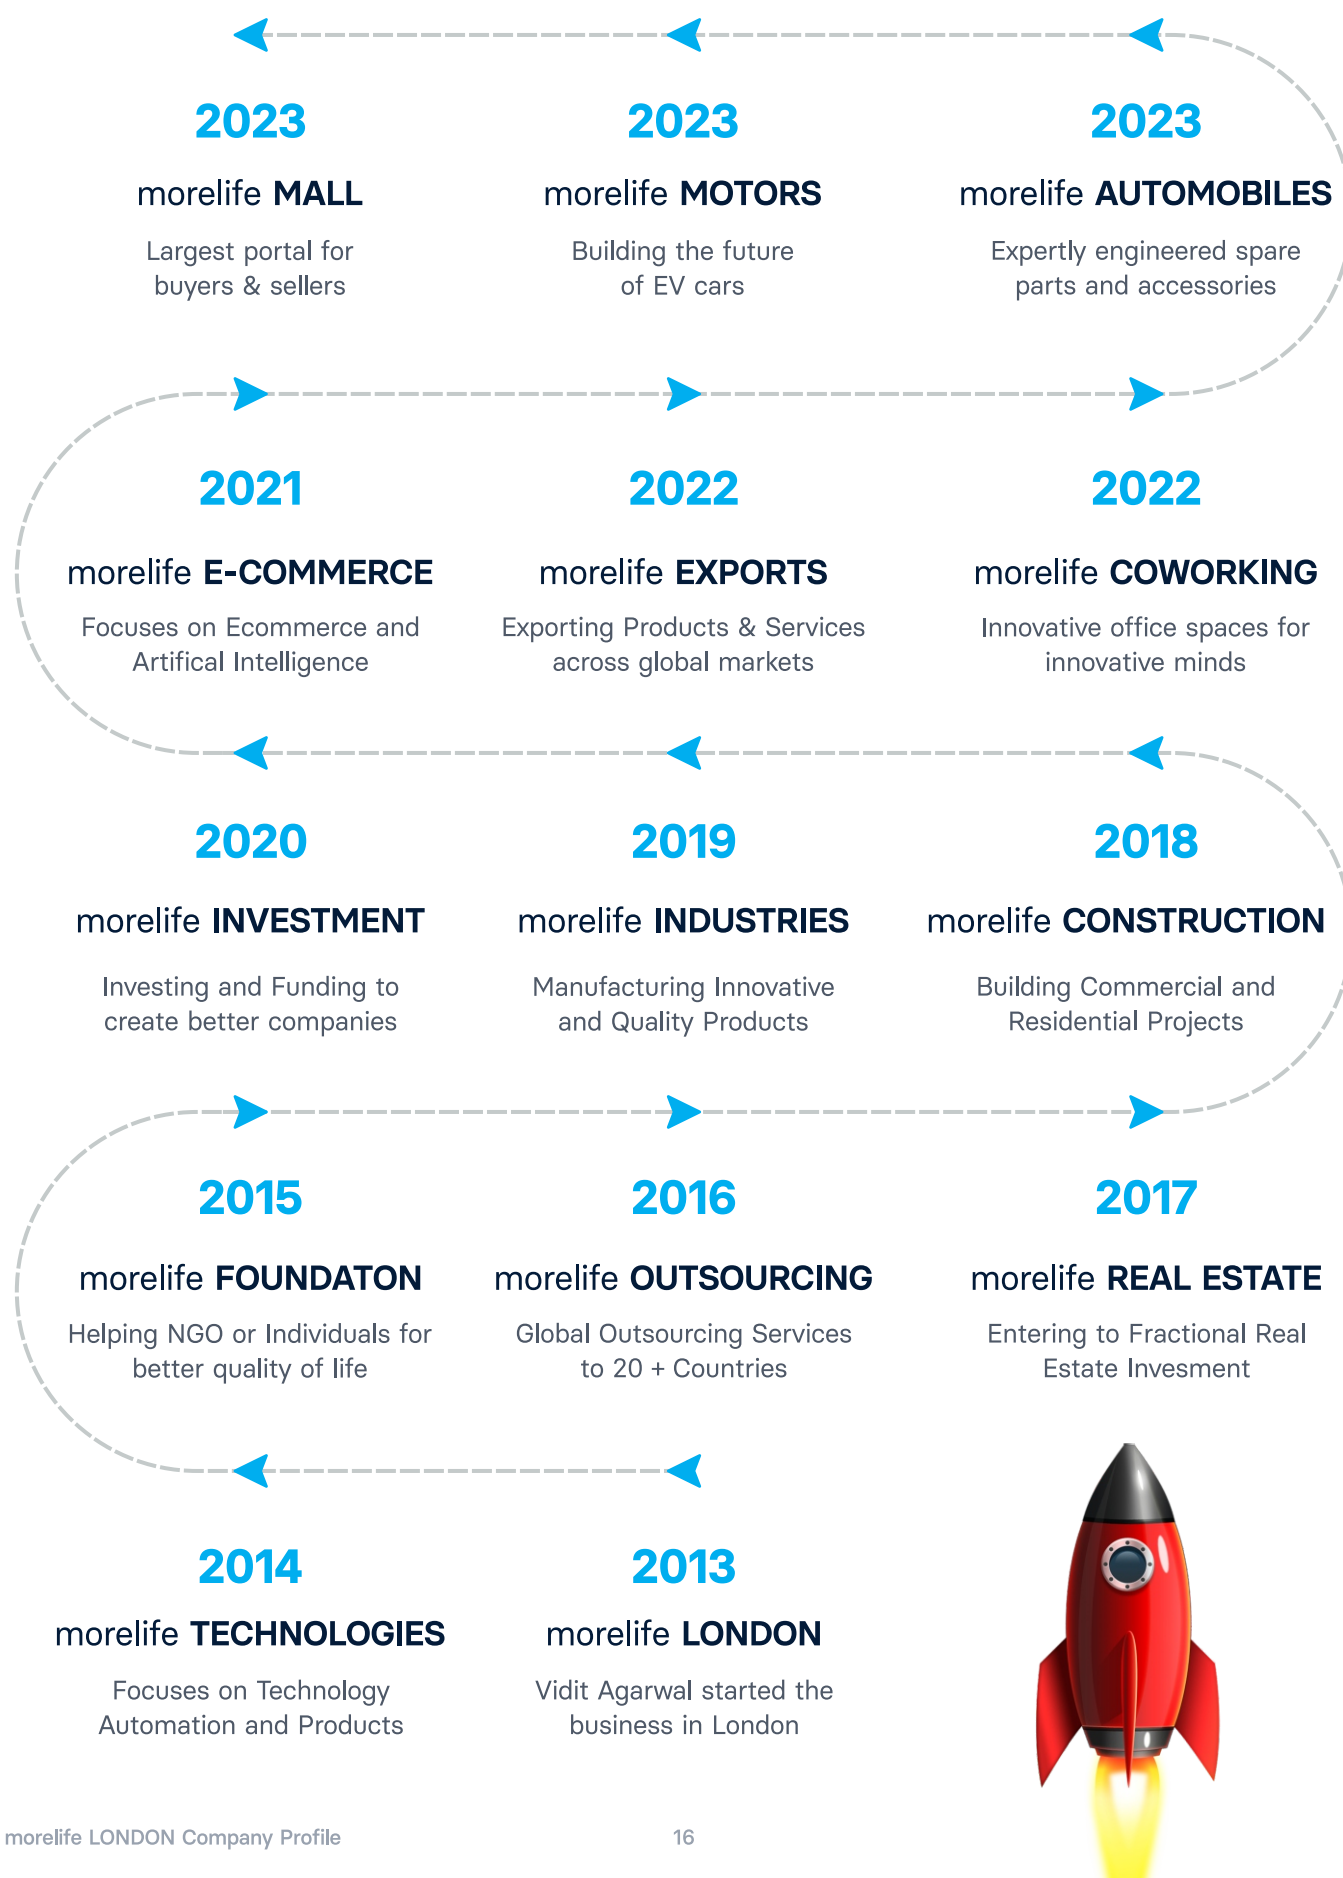 2023
morelife MALL
Largest portal for
buyers & sellers
2023
morelife MOTORS
Building the future
of EV cars
2023
morelife AUTOMOBILES
Expertly engineered spare
parts and accessories
2021
morelife E-COMMERCE
Focuses on Ecommerce and
Artifical Intelligence
2022
morelife EXPORTS
Exporting Products & Services
across global markets
2022
morelife COWORKING
Innovative office spaces for
innovative minds
2020
morelife INVESTMENT
Investing and Funding to
create better companies
2019
morelife INDUSTRIES
Manufacturing Innovative
and Quality Products
2018
morelife CONSTRUCTION
Building Commercial and
Residential Projects
2015
morelife FOUNDATON
Helping NGO or Individuals for
better quality of life
2016
morelife OUTSOURCING
Global Outsourcing Services
to 20 + Countries
2017
morelife REAL ESTATE
Entering to Fractional Real
Estate Invesment
2014
morelife TECHNOLOGIES
Focuses on Technology
Automation and Products
2013
morelife LONDON
Vidit Agarwal started the
business in London
morelife LONDON Company Profile
16